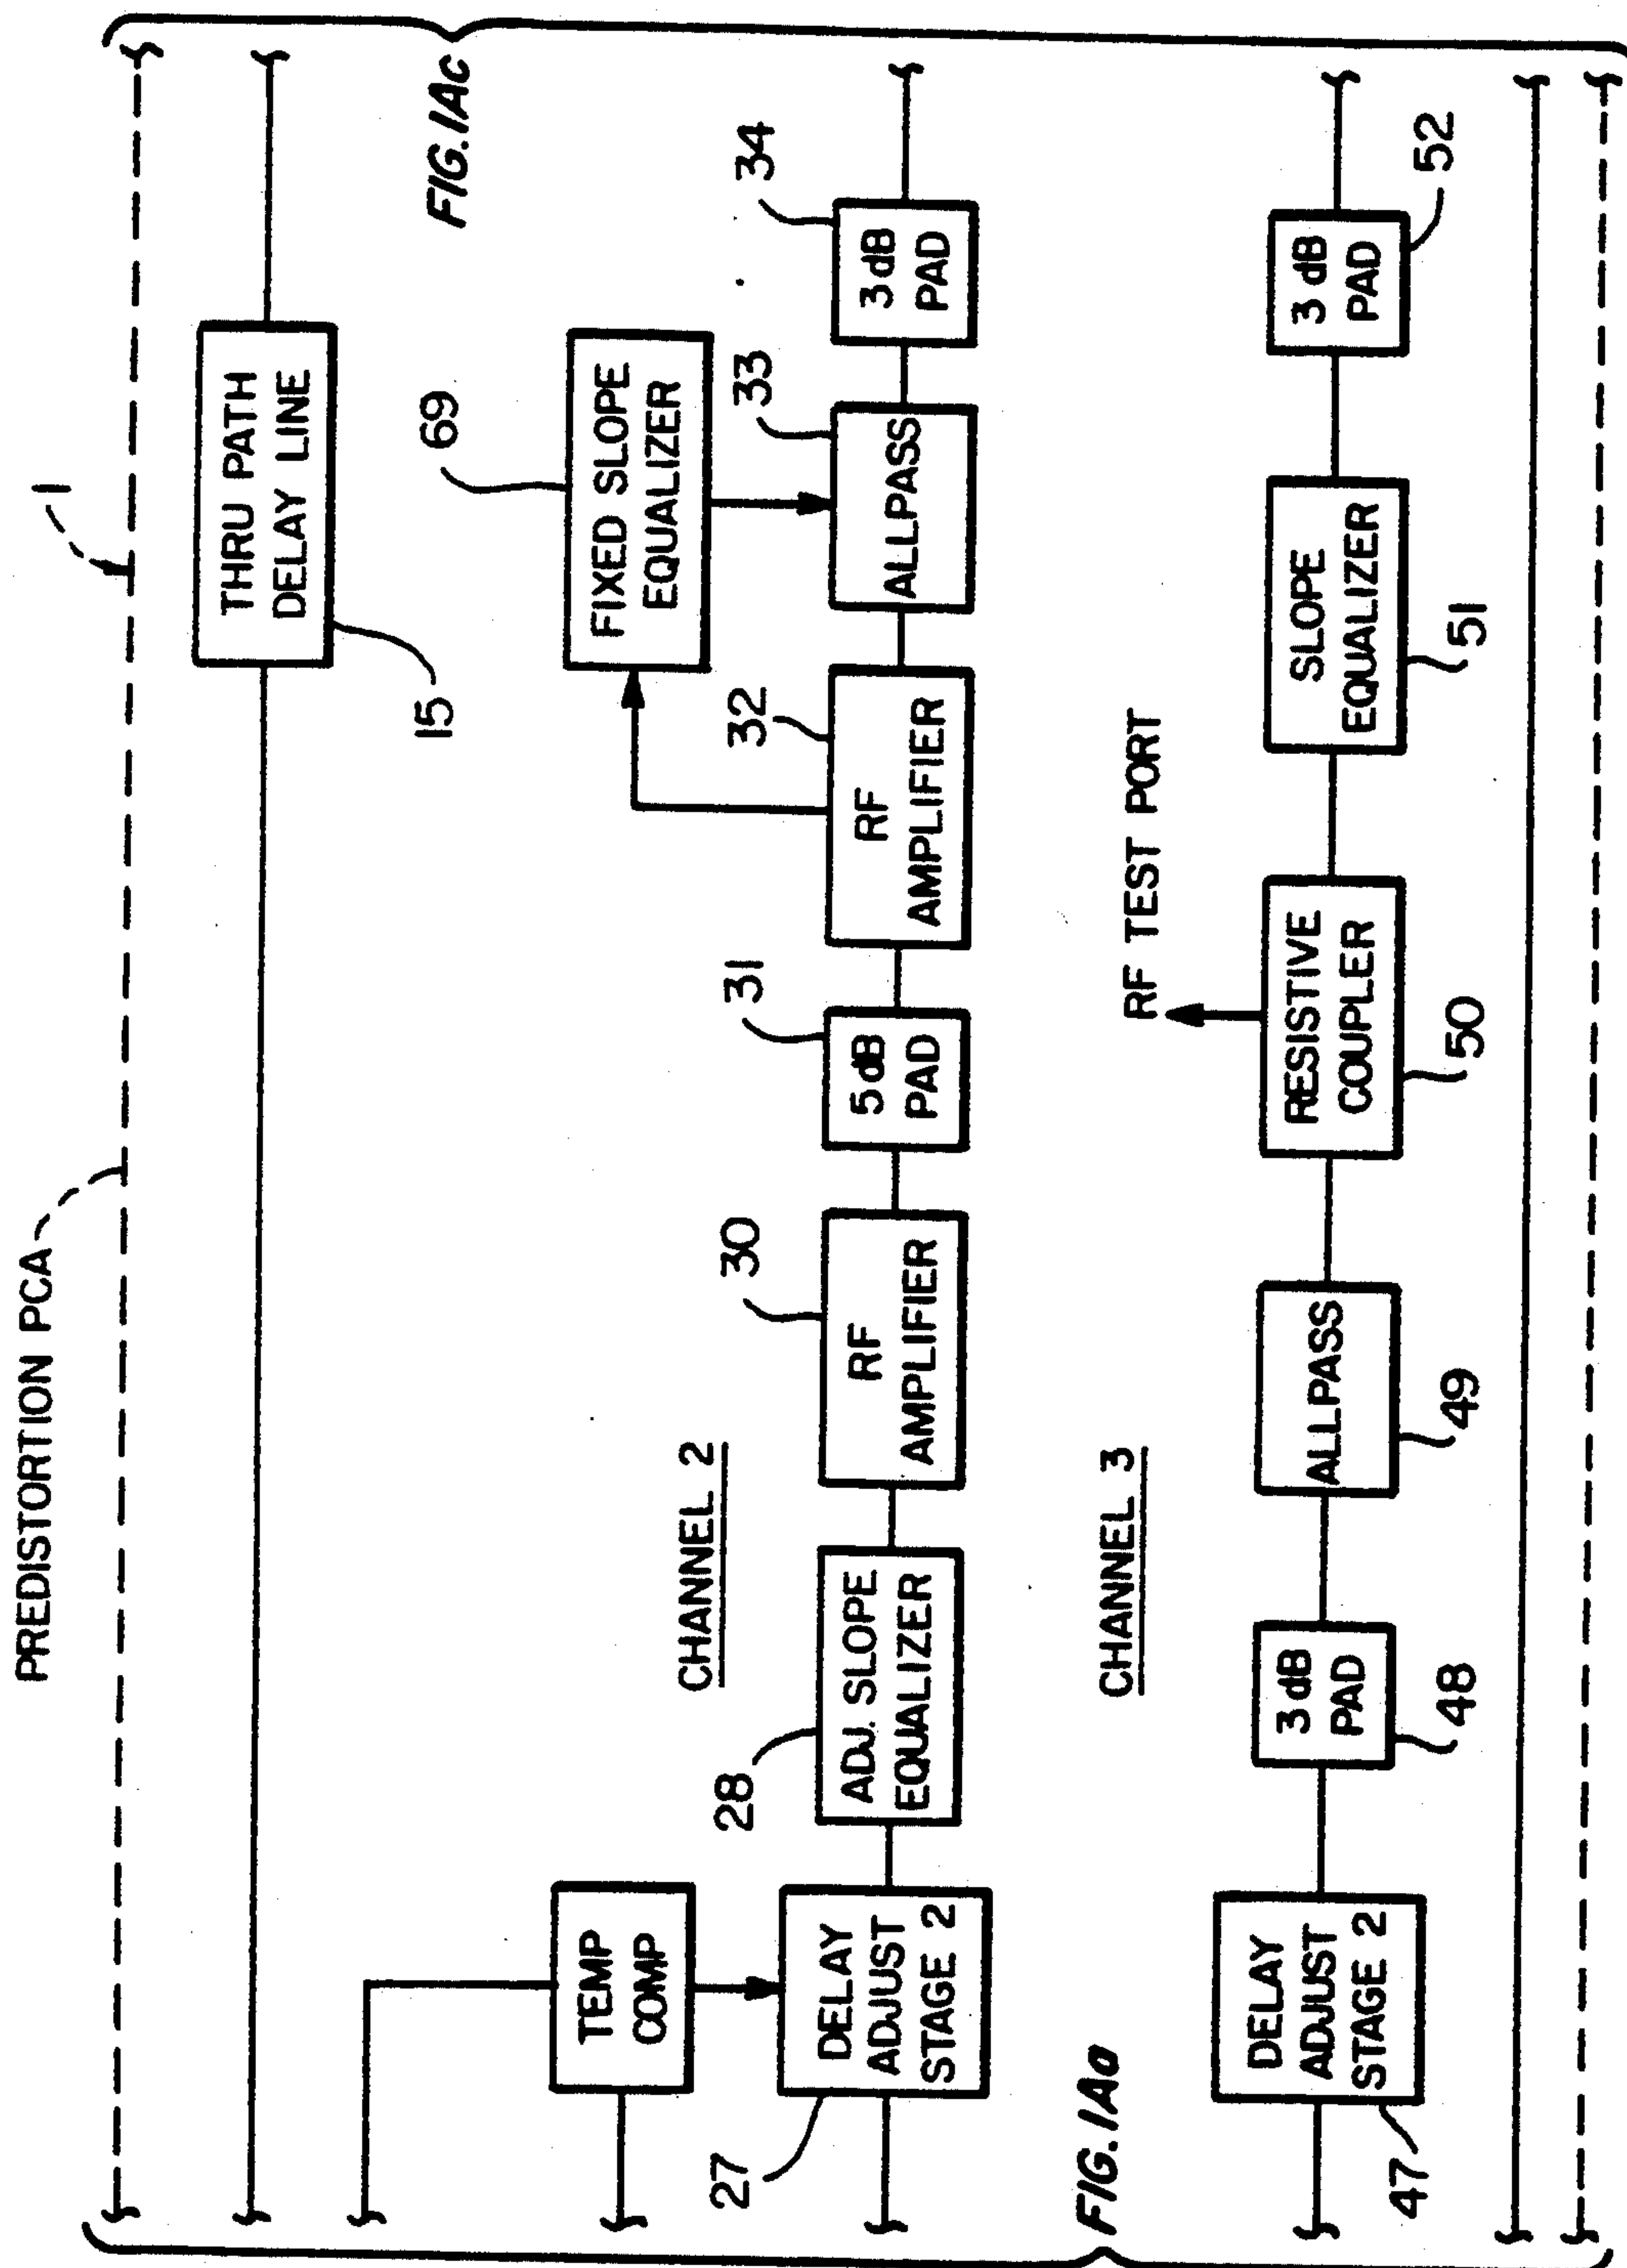 PREDISTORTION PCA
1
THRU PATH
DELAY LINE
15
FIG. 1Ac
TEMP
COMP
FIXED SLOPE
EQUALIZER
69
CHANNEL 2
27
DELAY
ADJUST
STAGE 2
28
ADJ. SLOPE
EQUALIZER
30
RF
AMPLIFIER
31
5 dB
PAD
32
RF
AMPLIFIER
33
ALLPASS
34
3 dB
PAD
FIG. 1Aa
CHANNEL 3
RF TEST PORT
DELAY
ADJUST
STAGE 2
47
3 dB
PAD
48
ALLPASS
49
RESISTIVE
COUPLER
50
SLOPE
EQUALIZER
51
3 dB
PAD
52